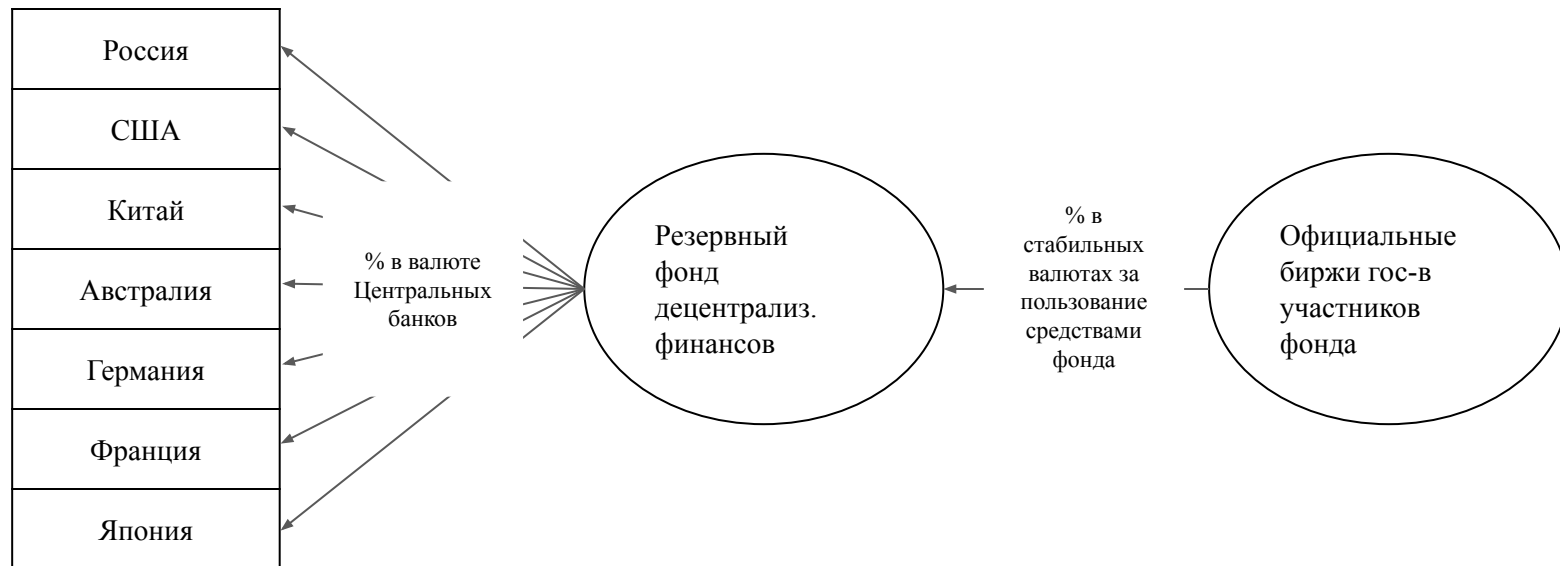 Россия
США
Китай
Австралия
Германия
Франция
Япония
% в валюте
Центральных
банков
Резервный
фонд
децентрализ.
финансов
% в
стабильных
валютах за
пользование
средствами
фонда
Официальные
биржи гос-в
участников
фонда